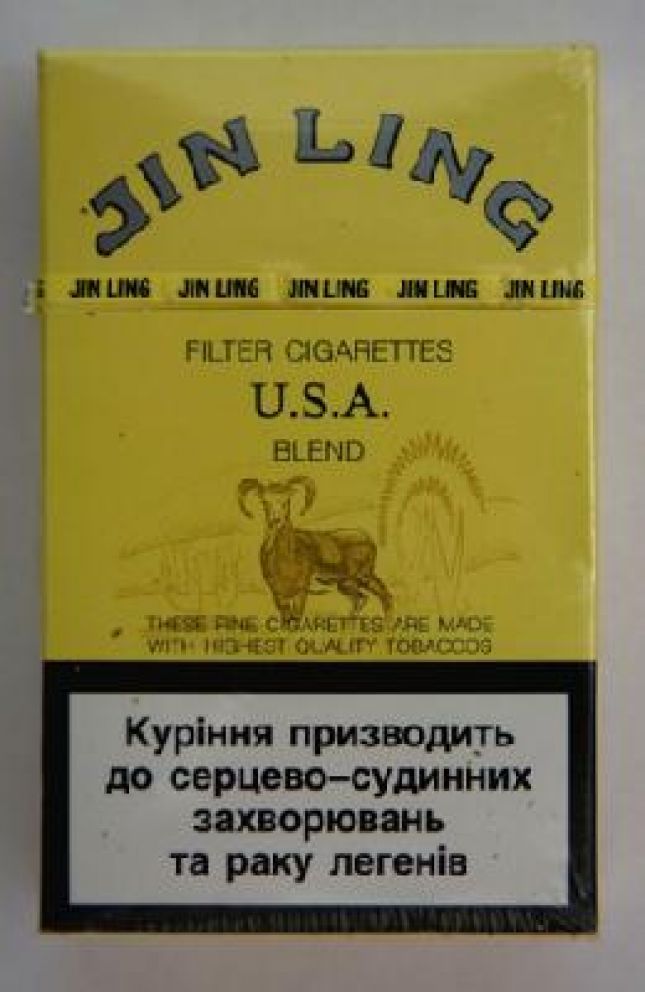 JIN LING
JIN LING JIN LING JIN LING JIN LING JIN LING
FILTER CIGARETTES
U.S.A.
BLEND
THESE FINE CIGARETTES ARE MADE
WITH HIGHEST QUALITY TOBACCOS
Куріння призводить
до серцево–судинних
захворювань
та раку легенів